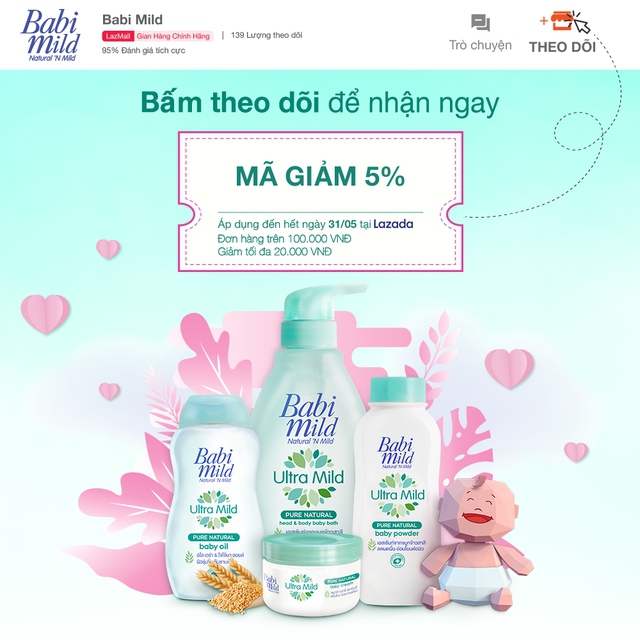 Babi
mild
Natural 'N Mild
Babi Mild
LazMall Gian Hàng Chính Hãng | 139 Lượng theo dõi
95% Đánh giá tích cực
Trò chuyện
+
THEO DÕI
Bấm theo dõi để nhận ngay
MÃ GIẢM 5%
Áp dụng đến hết ngày 31/05 tại Lazada
Đơn hàng trên 100.000 VNĐ
Giảm tối đa 20.000 VNĐ
Babi
mild
Natural 'N Mild
Ultra Mild
PURE NATURAL
head & body baby bath
Babi
mild
Natural 'N Mild
Ultra Mild
PURE NATURAL
baby oil
Babi
mild
Natural 'N Mild
Ultra Mild
PURE NATURAL
baby powder
Babi
mild
Ultra Mild
PURE NATURAL
baby cream